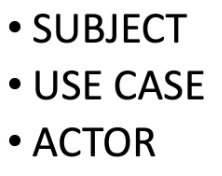 • SUBJECT
• USE CASE
• ACTOR